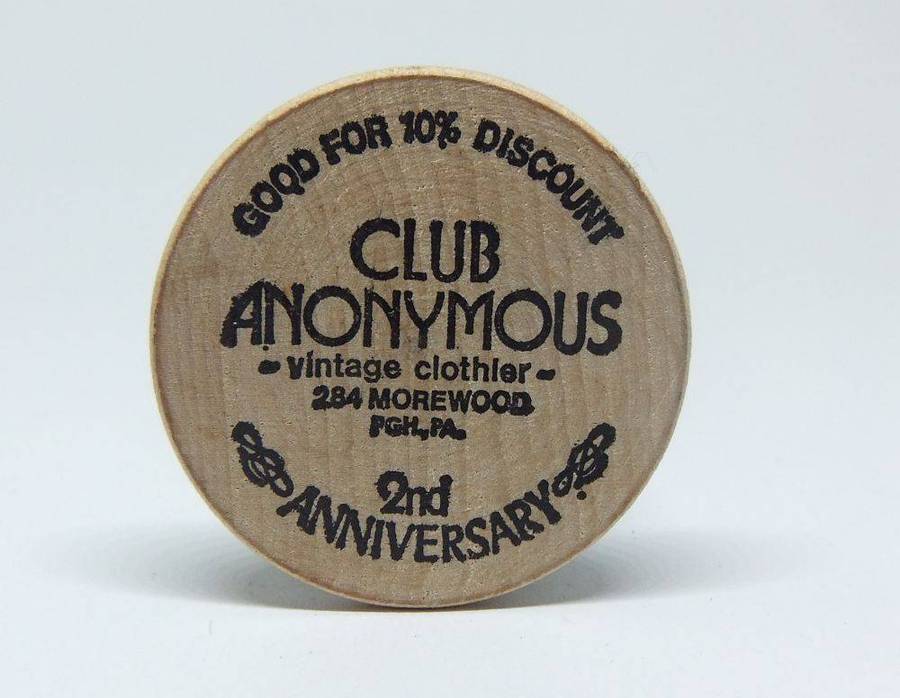 GOOD FOR 10% DISCOUNT
CLUB
ANONYMOUS
- vintage clothier -
284 MOREWOOD
PGH., PA.
2nd
ANNIVERSARY